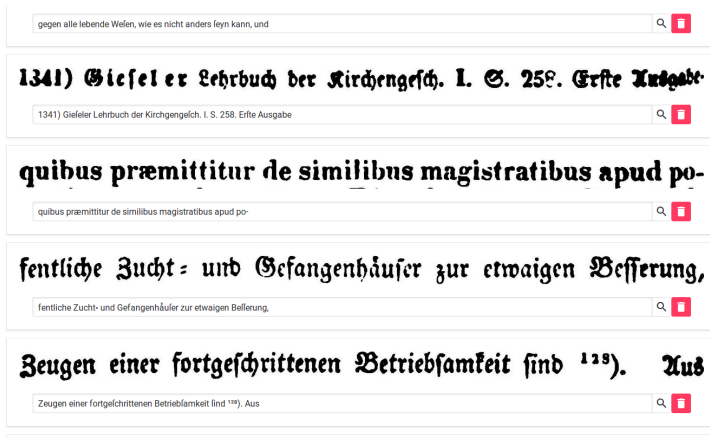 gegen alle lebende Weſen, wie es nicht anders ſeyn kann, und
1341) Gieſeler Lehrbuch der Kirchengeſch. I. S. 258. Erſte Ausgabe.
1341) Gieſeler Lehrbuch der Kirchgengeſch. I. S. 258. Erſte Ausgabe
quibus præmittitur de similibus magistratibus apud po-
quibus præmittitur de similibus magistratibus apud po-
fentliche Zucht- und Gefangenhäuſer zur etwaigen Beſſerung,
fentliche Zucht- und Gefangenhåuſer zur etwaigen Beſſerung,
Zeugen einer fortgeſchrittenen Betriebſamkeit ſind ¹²⁸). Aus
Zeugen einer fortgeſchrittenen Betriebſamkeit ſind ¹²⁸). Aus